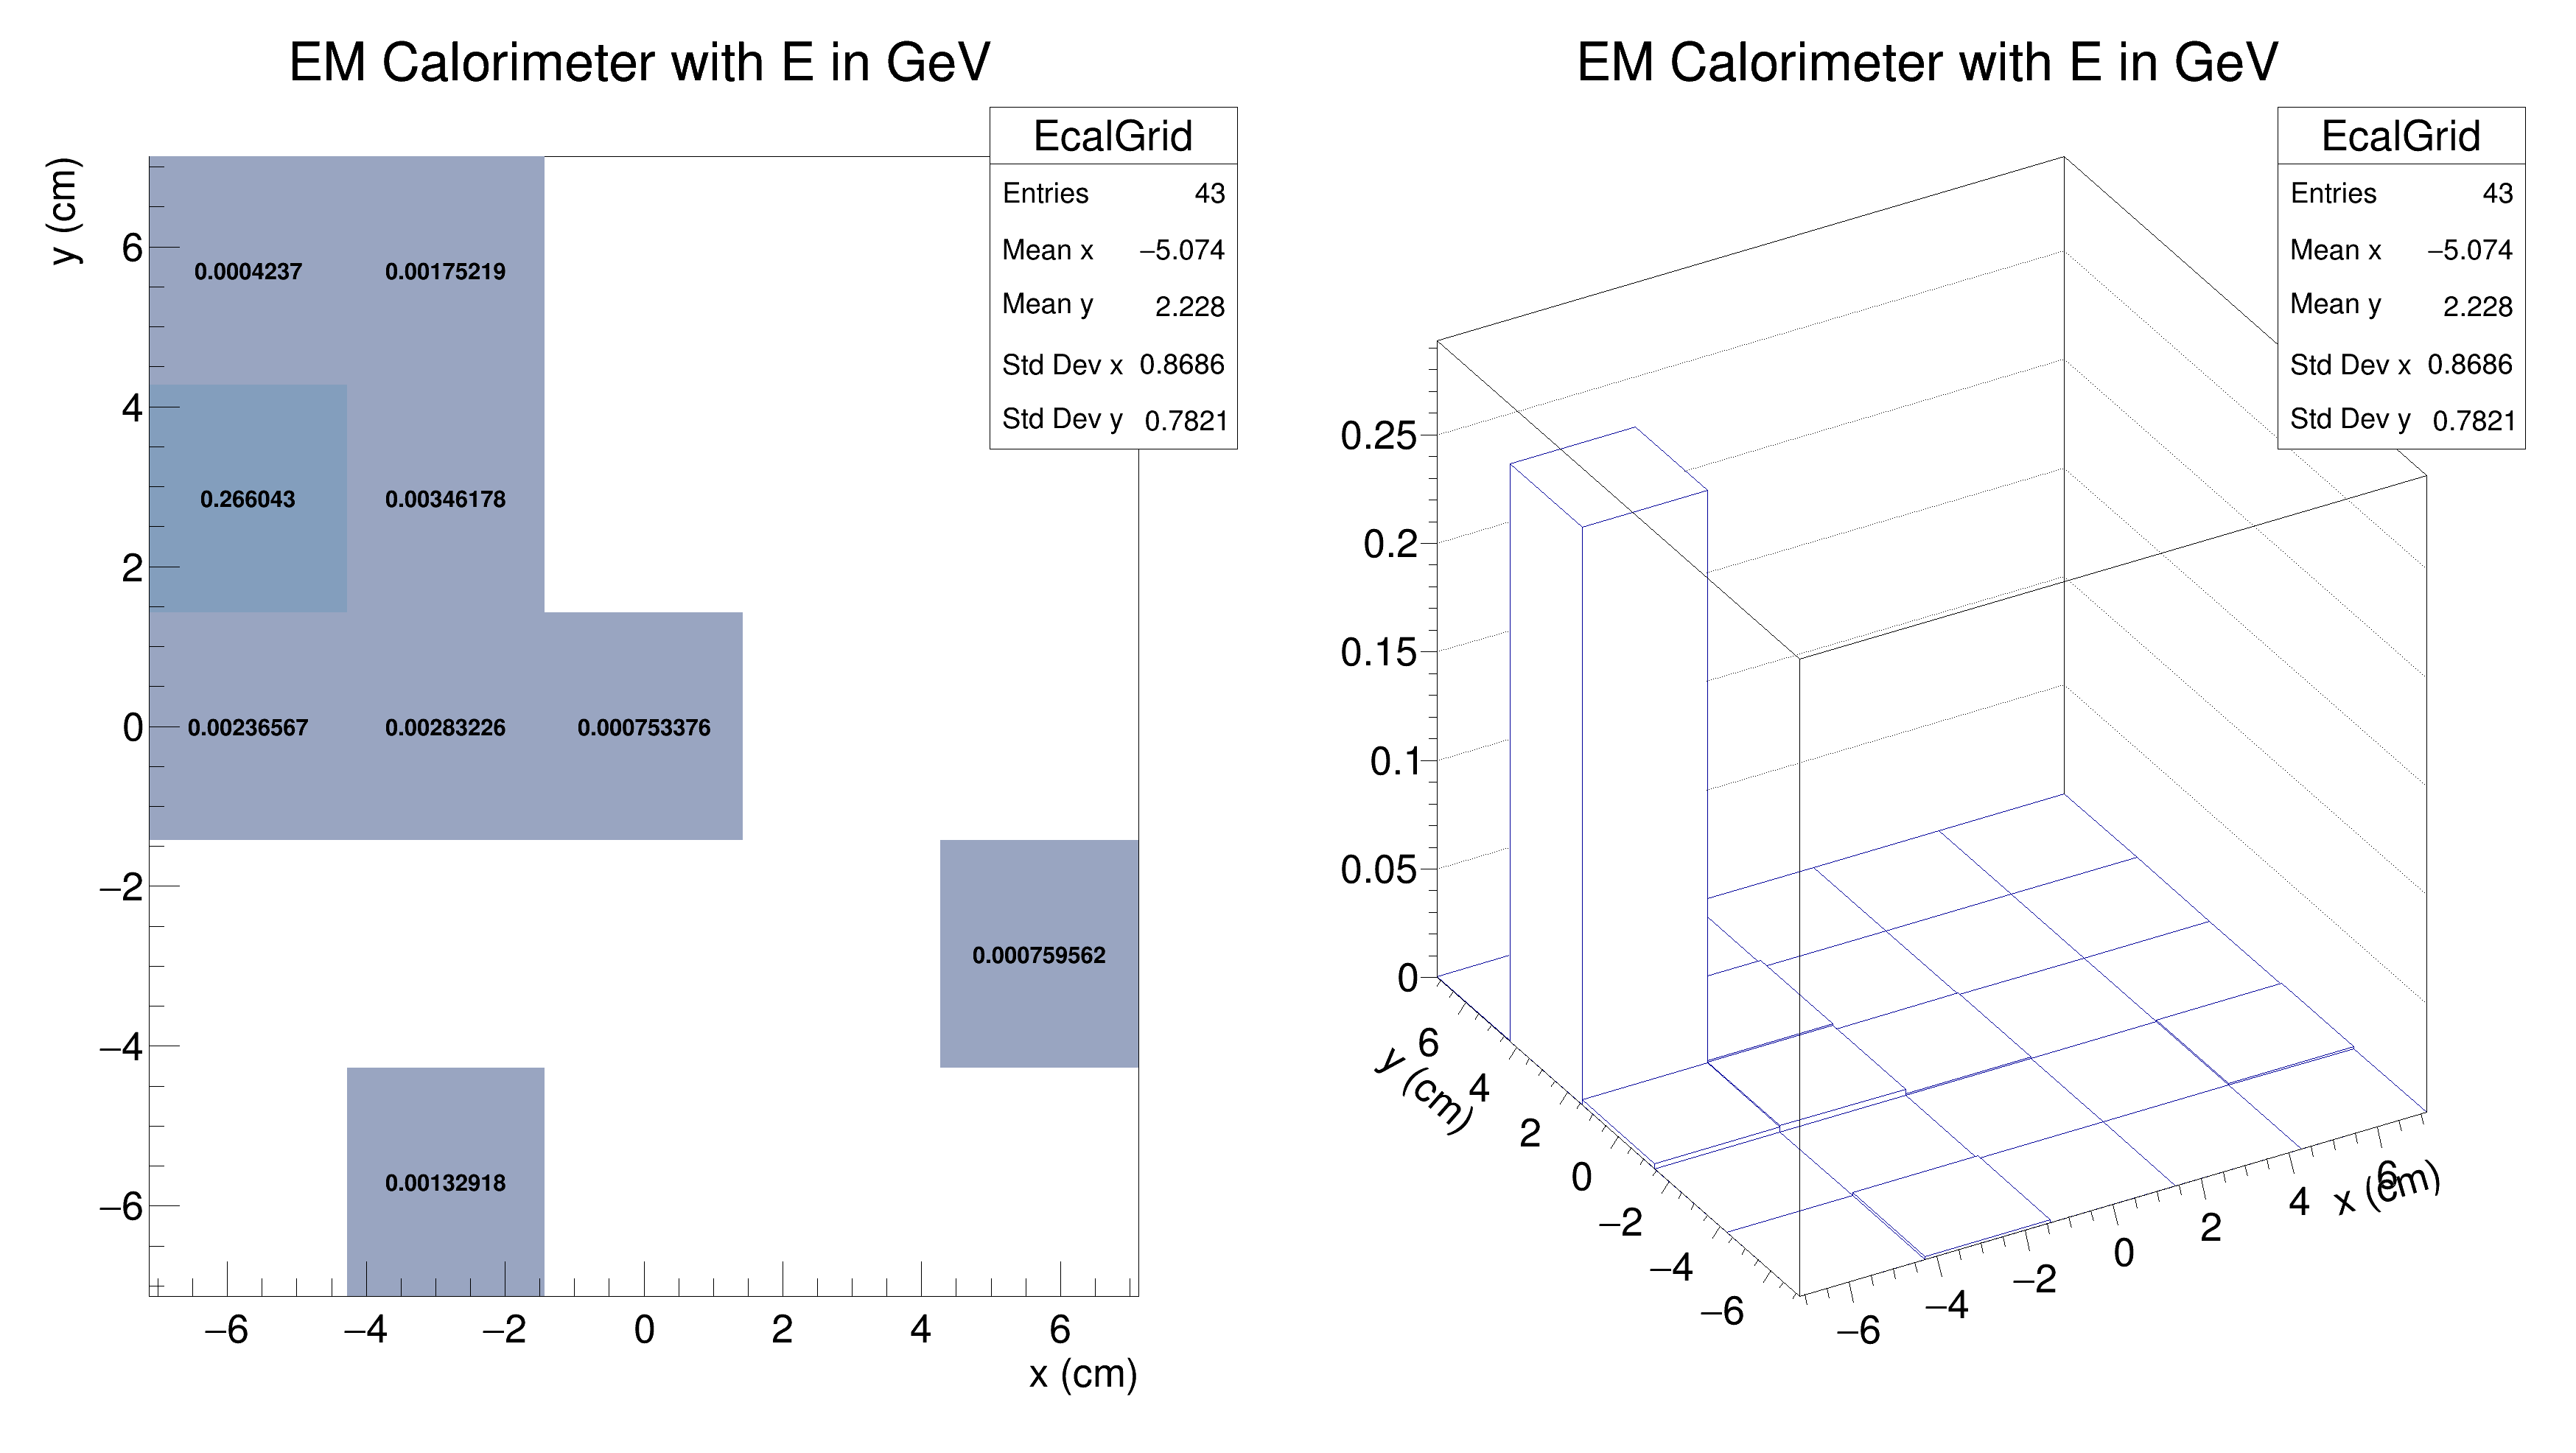 EM Calorimeter with E in GeV
EcalGrid
Entries 43
Mean x −5.074
Mean y 2.228
Std Dev x 0.8686
Std Dev y 0.7821
y (cm)
6
4
2
0
−2
−4
−6
0.0004237 0.00175219
0.266043 0.00346178
0.00236567 0.00283226 0.000753376
0.000759562
0.00132918
−6 −4 −2 0 2 4 6
x (cm)
EM Calorimeter with E in GeV
EcalGrid
Entries 43
Mean x −5.074
Mean y 2.228
Std Dev x 0.8686
Std Dev y 0.7821
0.25
0.2
0.15
0.1
0.05
0
6
4
2
0
−2
−4
−6
y (cm)
−6 −4 −2 0 2 4 6
x (cm)